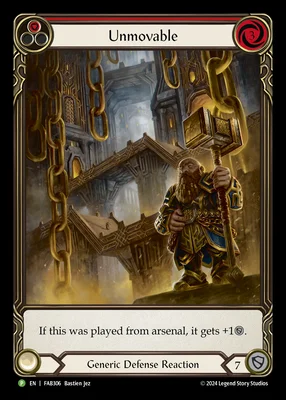 Unmovable
If this was played from arsenal, it gets +1.
Generic Defense Reaction
7
P EN | FAB306 Bastien Jez
© 2024 Legend Story Studios